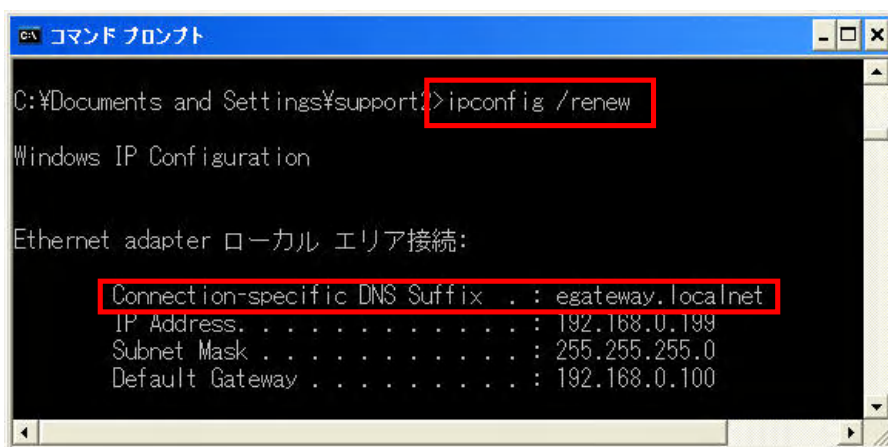 コマンド プロンプト
C:¥Documents and Settings¥support2>ipconfig /renew
Windows IP Configuration
Ethernet adapter ローカル エリア接続:
Connection-specific DNS Suffix . : egateway.localnet
IP Address. . . . . . . . . . . . : 192.168.0.199
Subnet Mask . . . . . . . . . . . : 255.255.255.0
Default Gateway . . . . . . . . . : 192.168.0.100